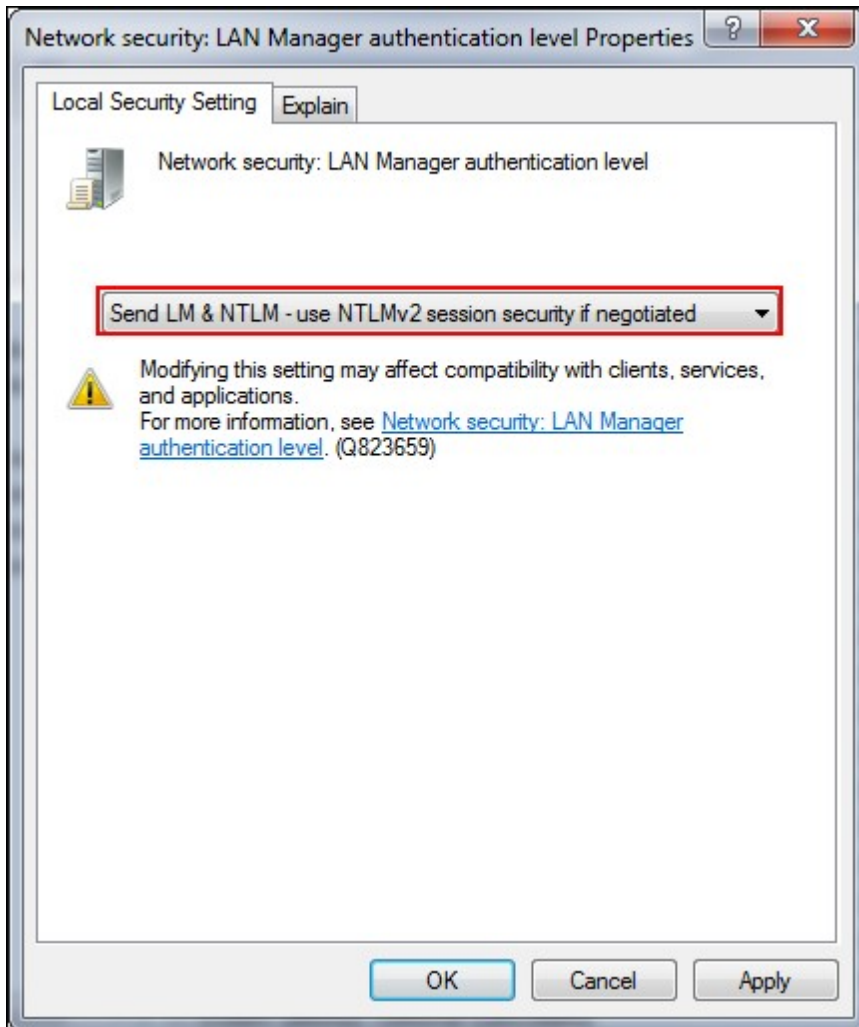 Network security: LAN Manager authentication level Properties
Local Security Setting
Explain
Network security: LAN Manager authentication level
Send LM & NTLM - use NTLMv2 session security if negotiated
Modifying this setting may affect compatibility with clients, services,
and applications.
For more information, see Network security: LAN Manager
authentication level. (Q823659)
OK
Cancel
Apply